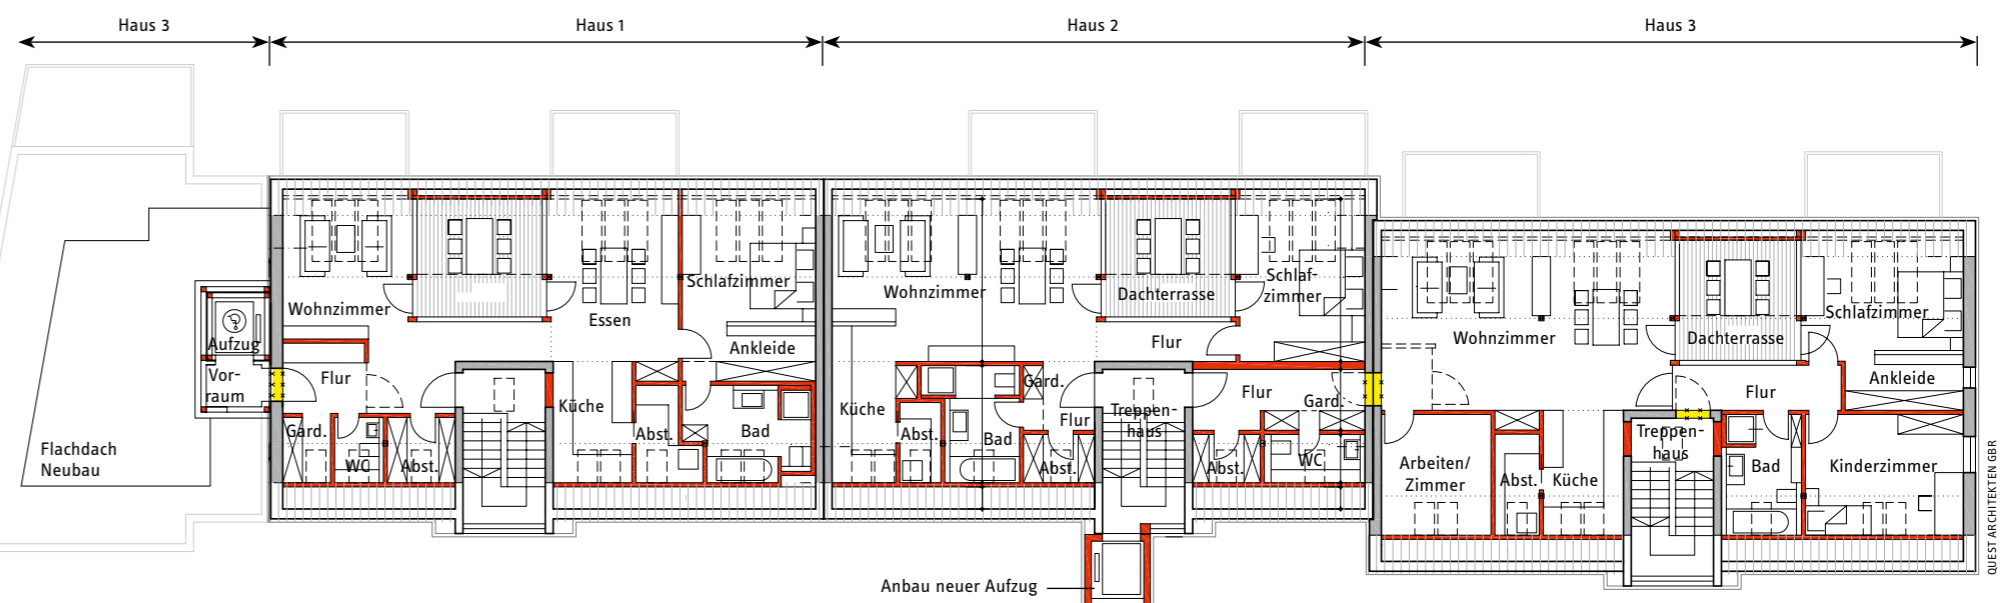 Haus 3
Haus 1
Haus 2
Haus 3
Wohnzimmer
Essen
Schlafzimmer
Ankleide
Aufzug
Vor-
raum
Flur
Gard.
WC
Abst.
Küche
Abst.
Bad
Flachdach
Neubau
Wohnzimmer
Dachterrasse
Schlaf-
zimmer
Flur
Küche
Abst.
Bad
Gard.
Flur
Abst.
Treppen-
haus
Flur
Gard.
Abst.
WC
Anbau neuer Aufzug
Wohnzimmer
Dachterrasse
Schlafzimmer
Ankleide
Flur
Arbeiten/
Zimmer
Abst.
Küche
Treppen-
haus
Bad
Kinderzimmer
QUEST ARCHITEKTEN GBR